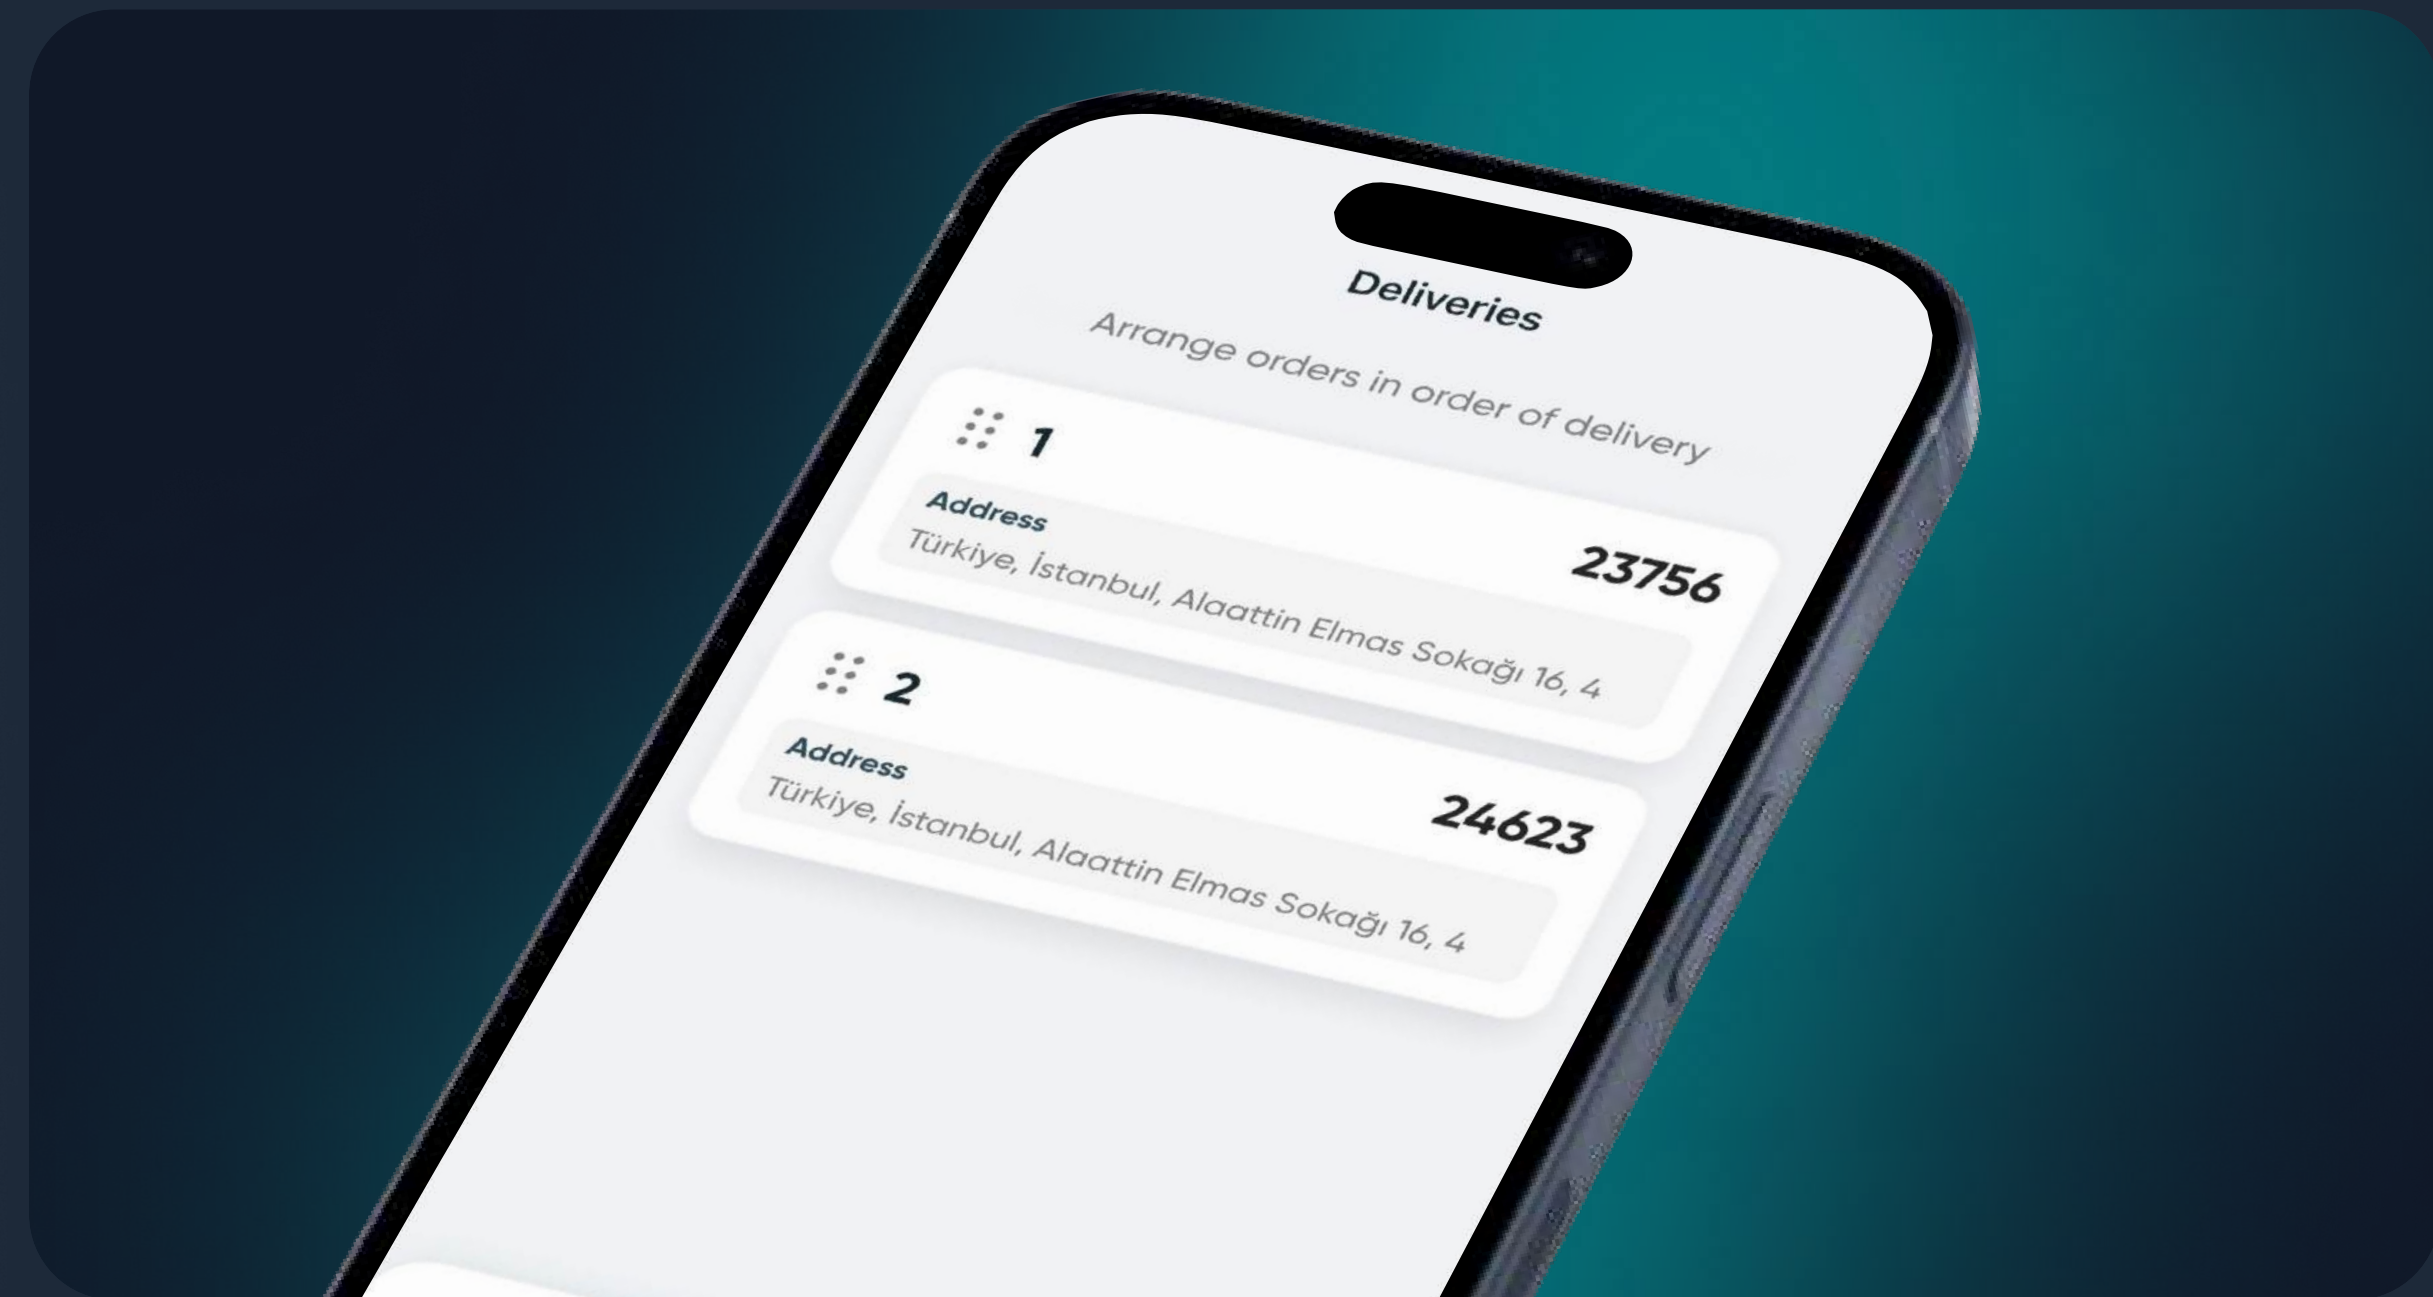 Deliveries
Arrange orders in order of delivery
1
23756
Address
Türkiye, İstanbul, Alaattin Elmas Sokağı 16, 4
2
24623
Address
Türkiye, İstanbul, Alaattin Elmas Sokağı 16, 4